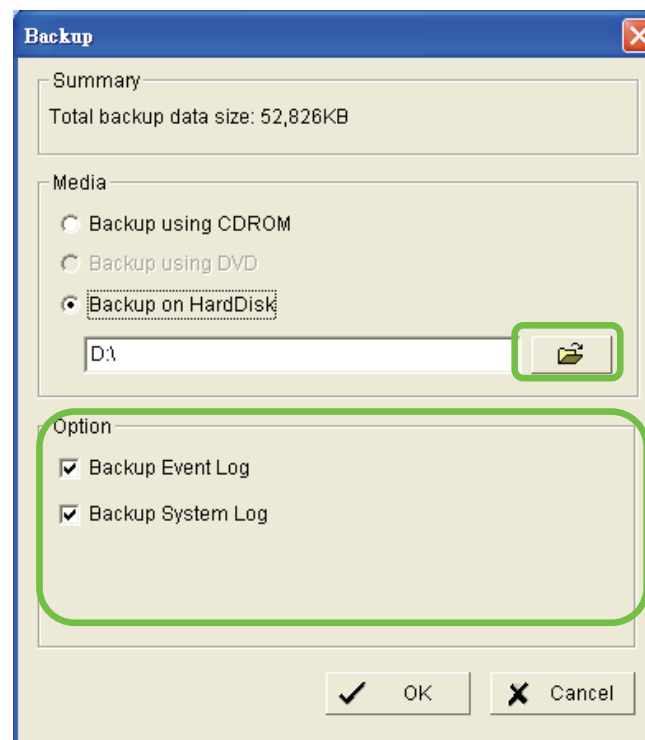 Backup
Summary
Total backup data size: 52,826KB
Media
Backup using CDROM
Backup using DVD
Backup on HardDisk
D:\
Option
Backup Event Log
Backup System Log
OK
Cancel